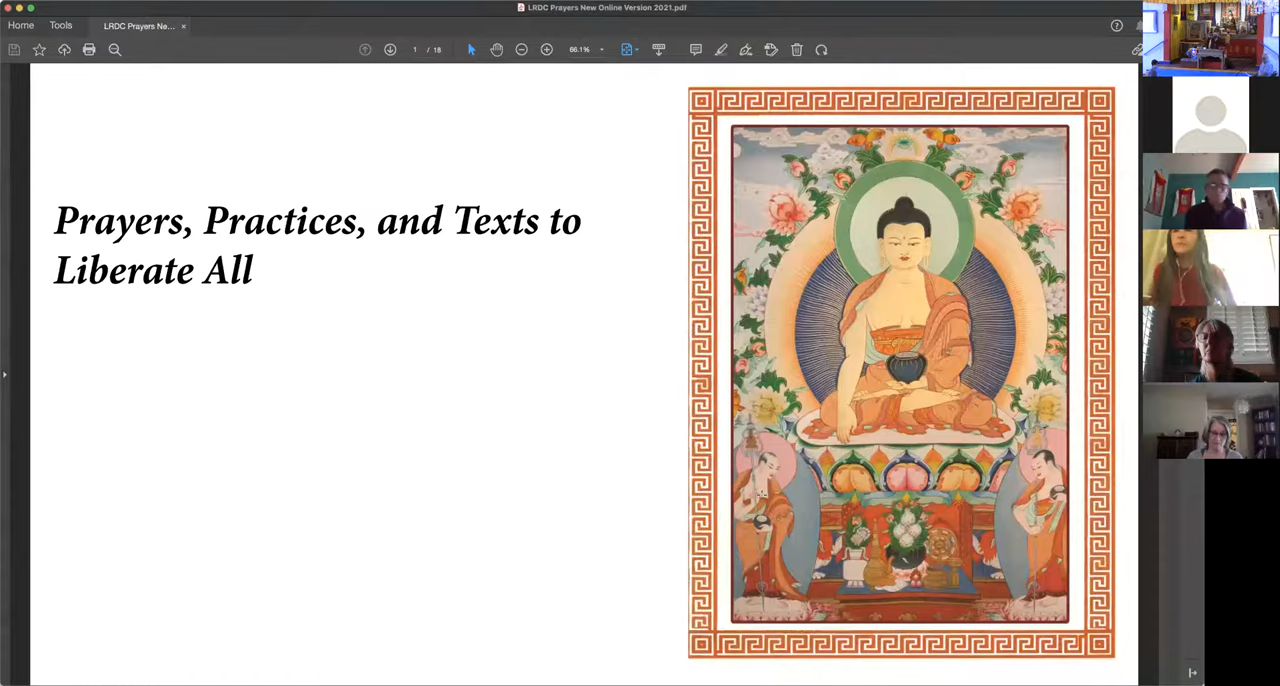 LRDC Prayers New Online Version 2021.pdf
Home Tools LRDC Prayers Ne... ×
1 / 18 66.1%
Prayers, Practices, and Texts to
Liberate All